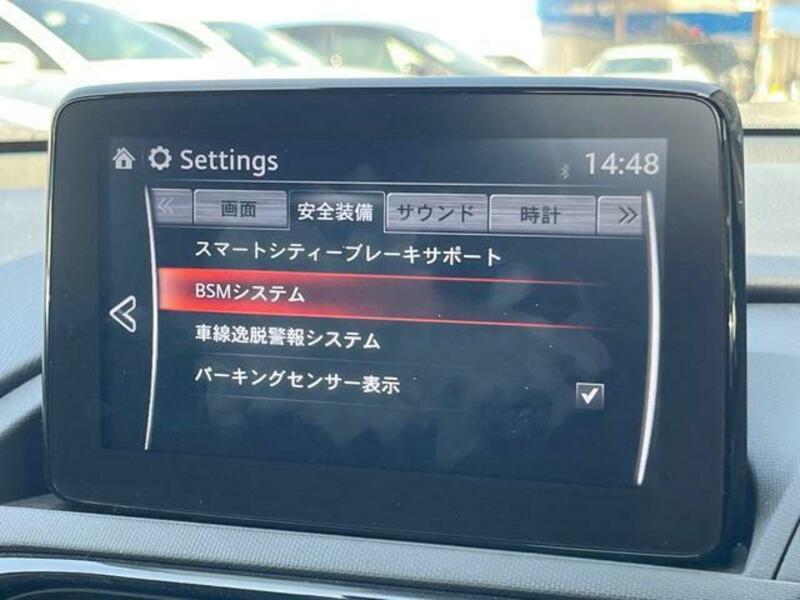 Settings 14:48
画面 安全装備 サウンド 時計
スマートシティーブレーキサポート
BSMシステム
車線逸脱警報システム
パーキングセンサー表示